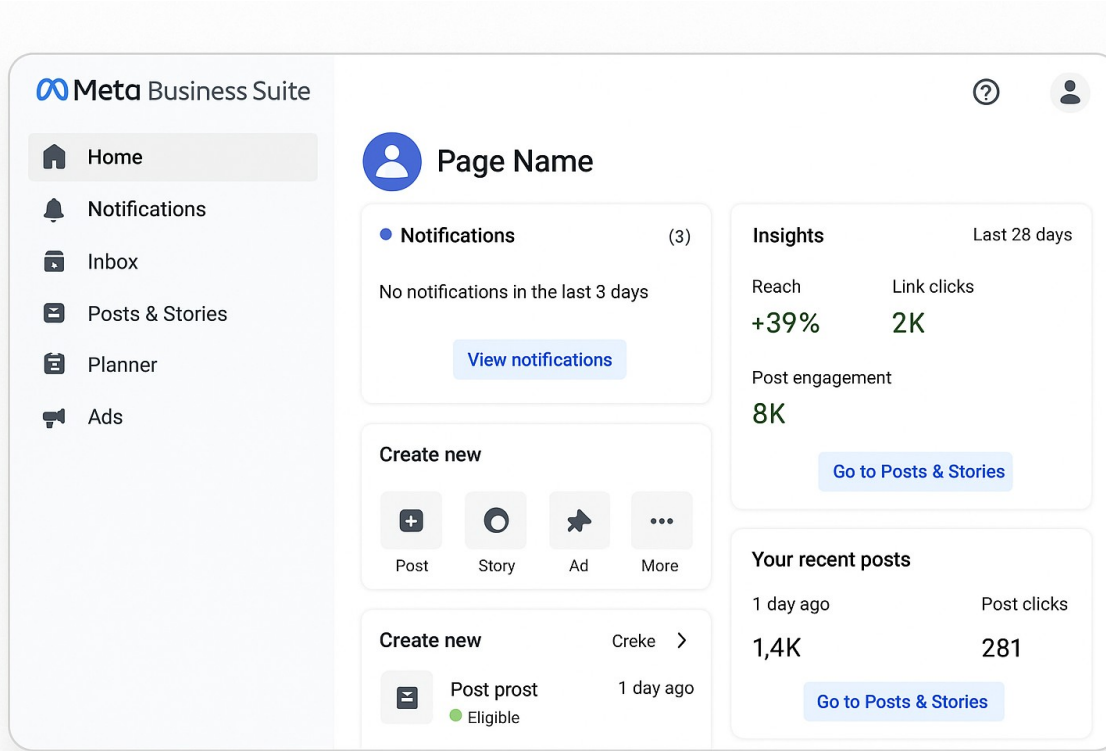 Meta Business Suite
Home
Notifications
Inbox
Posts & Stories
Planner
Ads
Page Name
Notifications (3)
No notifications in the last 3 days
View notifications
Create new
Post Story Ad More
Create new Creke
Post prost 1 day ago
Eligible
Insights Last 28 days
Reach Link clicks
+39% 2K
Post engagement
8K
Go to Posts & Stories
Your recent posts
1 day ago Post clicks
1,4K 281
Go to Posts & Stories